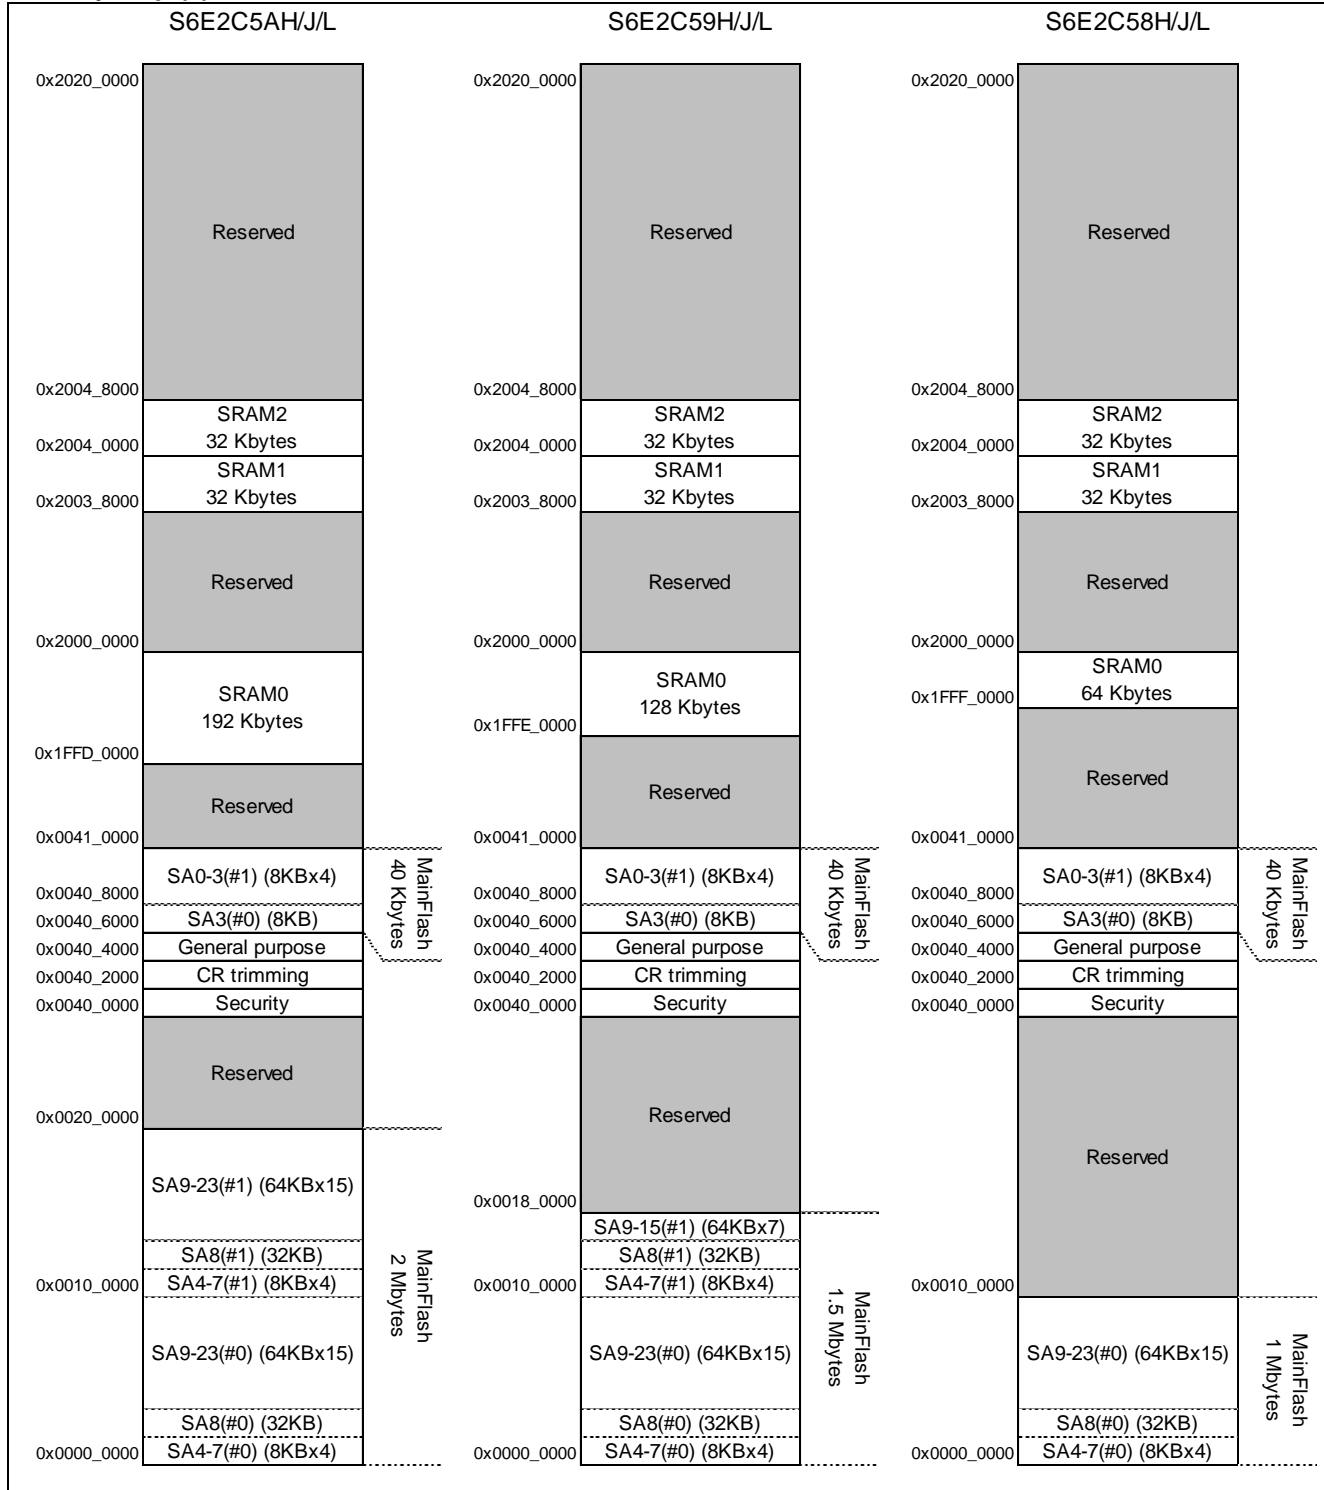 S6E2C5AH/J/L
0x2020_0000
Reserved
0x2004_8000
SRAM2
32 Kbytes
0x2004_0000
SRAM1
32 Kbytes
0x2003_8000
Reserved
0x2000_0000
SRAM0
192 Kbytes
0x1FFD_0000
Reserved
0x0041_0000
SA0-3(#1) (8KBx4)
0x0040_8000
SA3(#0) (8KB)
0x0040_6000
General purpose
0x0040_4000
CR trimming
0x0040_2000
Security
0x0040_0000
MainFlash
40 Kbytes
Reserved
0x0020_0000
SA9-23(#1) (64KBx15)
SA8(#1) (32KB)
0x0010_0000
SA4-7(#1) (8KBx4)
SA9-23(#0) (64KBx15)
SA8(#0) (32KB)
0x0000_0000
SA4-7(#0) (8KBx4)
MainFlash
2 Mbytes
S6E2C59H/J/L
0x2020_0000
Reserved
0x2004_8000
SRAM2
32 Kbytes
0x2004_0000
SRAM1
32 Kbytes
0x2003_8000
Reserved
0x2000_0000
SRAM0
128 Kbytes
0x1FFE_0000
Reserved
0x0041_0000
SA0-3(#1) (8KBx4)
0x0040_8000
SA3(#0) (8KB)
0x0040_6000
General purpose
0x0040_4000
CR trimming
0x0040_2000
Security
0x0040_0000
MainFlash
40 Kbytes
Reserved
0x0018_0000
SA9-15(#1) (64KBx7)
SA8(#1) (32KB)
0x0010_0000
SA4-7(#1) (8KBx4)
SA9-23(#0) (64KBx15)
SA8(#0) (32KB)
0x0000_0000
SA4-7(#0) (8KBx4)
MainFlash
1.5 Mbytes
S6E2C58H/J/L
0x2020_0000
Reserved
0x2004_8000
SRAM2
32 Kbytes
0x2004_0000
SRAM1
32 Kbytes
0x2003_8000
Reserved
0x2000_0000
SRAM0
64 Kbytes
0x1FFF_0000
Reserved
0x0041_0000
SA0-3(#1) (8KBx4)
0x0040_8000
SA3(#0) (8KB)
0x0040_6000
General purpose
0x0040_4000
CR trimming
0x0040_2000
Security
0x0040_0000
MainFlash
40 Kbytes
Reserved
0x0010_0000
SA9-23(#0) (64KBx15)
SA8(#0) (32KB)
0x0000_0000
SA4-7(#0) (8KBx4)
MainFlash
1 Mbytes